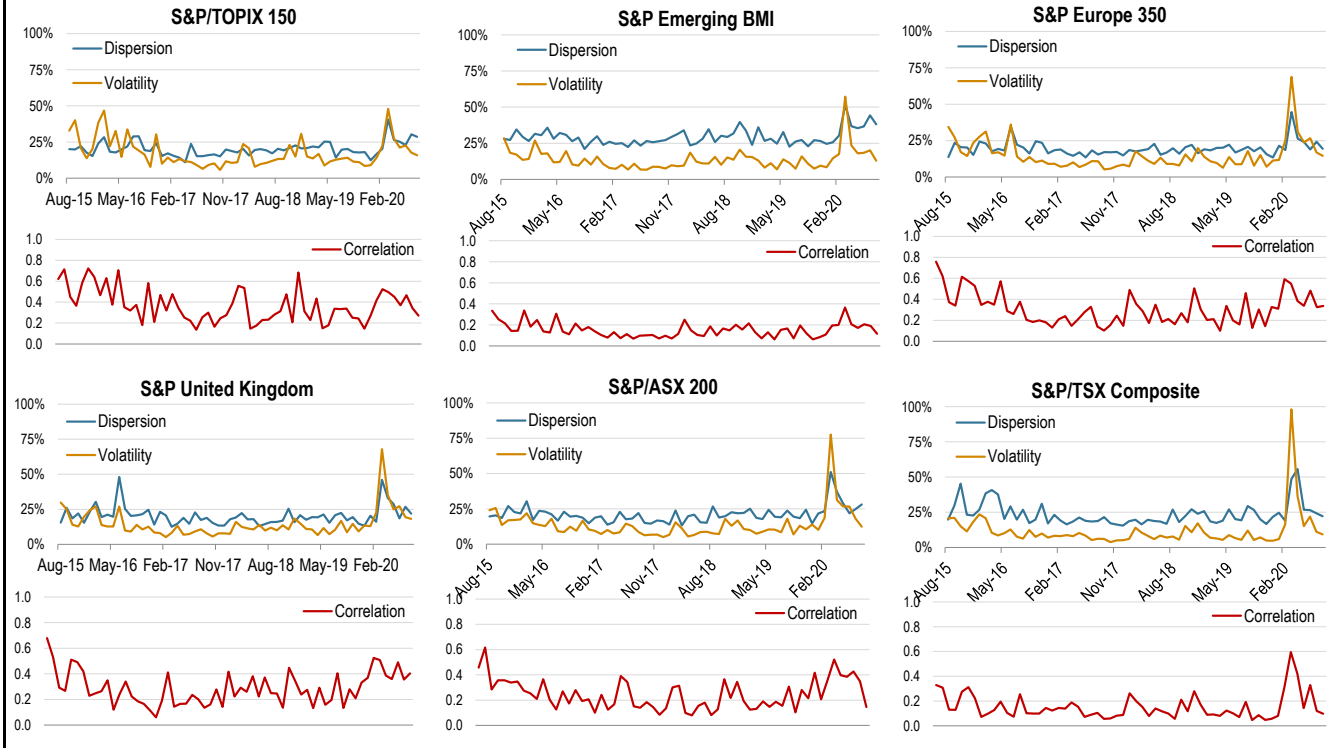 S&P/TOPIX 150
100%
75%
50%
25%
0%
Dispersion
Volatility
Aug-15 May-16 Feb-17 Nov-17 Aug-18 May-19 Feb-20
1.0
0.8
0.6
0.4
0.2
0.0
Correlation
S&P Emerging BMI
100%
75%
50%
25%
0%
Dispersion
Volatility
Aug-15 May-16 Feb-17 Nov-17 Aug-18 May-19 Feb-20
1.0
0.8
0.6
0.4
0.2
0.0
Correlation
S&P Europe 350
100%
75%
50%
25%
0%
Dispersion
Volatility
Aug-15 May-16 Feb-17 Nov-17 Aug-18 May-19 Feb-20
1.0
0.8
0.6
0.4
0.2
0.0
Correlation
S&P United Kingdom
100%
75%
50%
25%
0%
Dispersion
Volatility
Aug-15 May-16 Feb-17 Nov-17 Aug-18 May-19 Feb-20
1.0
0.8
0.6
0.4
0.2
0.0
Correlation
S&P/ASX 200
100%
75%
50%
25%
0%
Dispersion
Volatility
Aug-15 May-16 Feb-17 Nov-17 Aug-18 May-19 Feb-20
1.0
0.8
0.6
0.4
0.2
0.0
Correlation
S&P/TSX Composite
100%
75%
50%
25%
0%
Dispersion
Volatility
Aug-15 May-16 Feb-17 Nov-17 Aug-18 May-19 Feb-20
1.0
0.8
0.6
0.4
0.2
0.0
Correlation